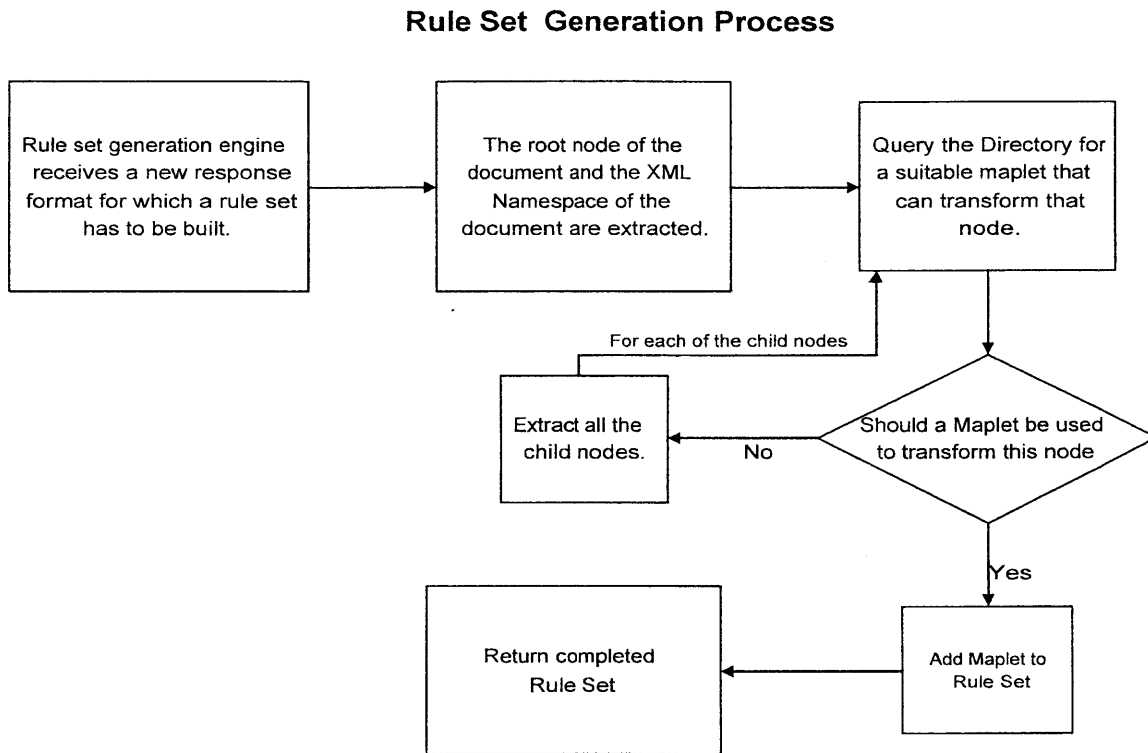 Rule Set Generation Process
Rule set generation engine
receives a new response
format for which a rule set
has to be built.
The root node of the
document and the XML
Namespace of the
document are extracted.
Query the Directory for
a suitable maplet that
can transform that
node.
For each of the child nodes
Extract all the
child nodes.
No
Should a Maplet be used
to transform this node
Yes
Add Maplet to
Rule Set
Return completed
Rule Set